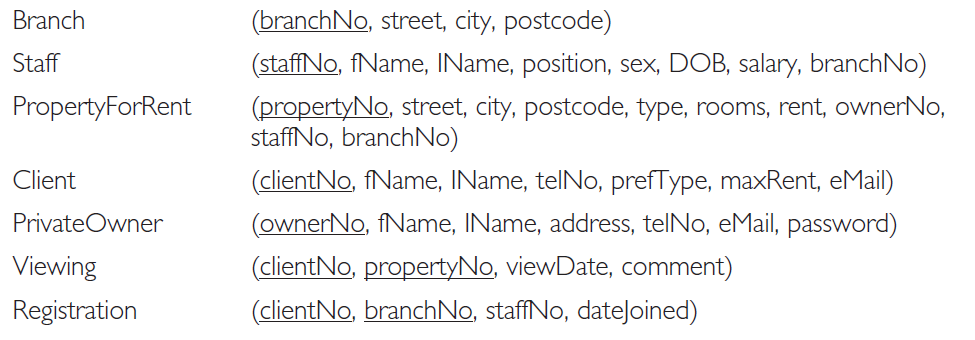 Branch (branchNo, street, city, postcode)
Staff (staffNo, fName, lName, position, sex, DOB, salary, branchNo)
PropertyForRent (propertyNo, street, city, postcode, type, rooms, rent, ownerNo,
staffNo, branchNo)
Client (clientNo, fName, lName, telNo, prefType, maxRent, eMail)
PrivateOwner (ownerNo, fName, lName, address, telNo, eMail, password)
Viewing (clientNo, propertyNo, viewDate, comment)
Registration (clientNo, branchNo, staffNo, dateJoined)